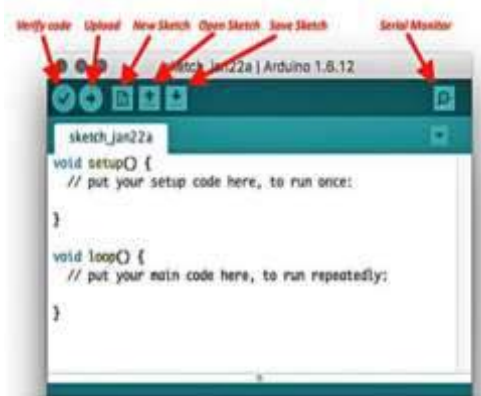 Verify code Upload New Sketch Open Sketch Save Sketch Serial Monitor
sketch_jan22a | Arduino 1.6.12
sketch_jan22a
void setup() {
// put your setup code here, to run once:
}
void loop() {
// put your main code here, to run repeatedly:
}